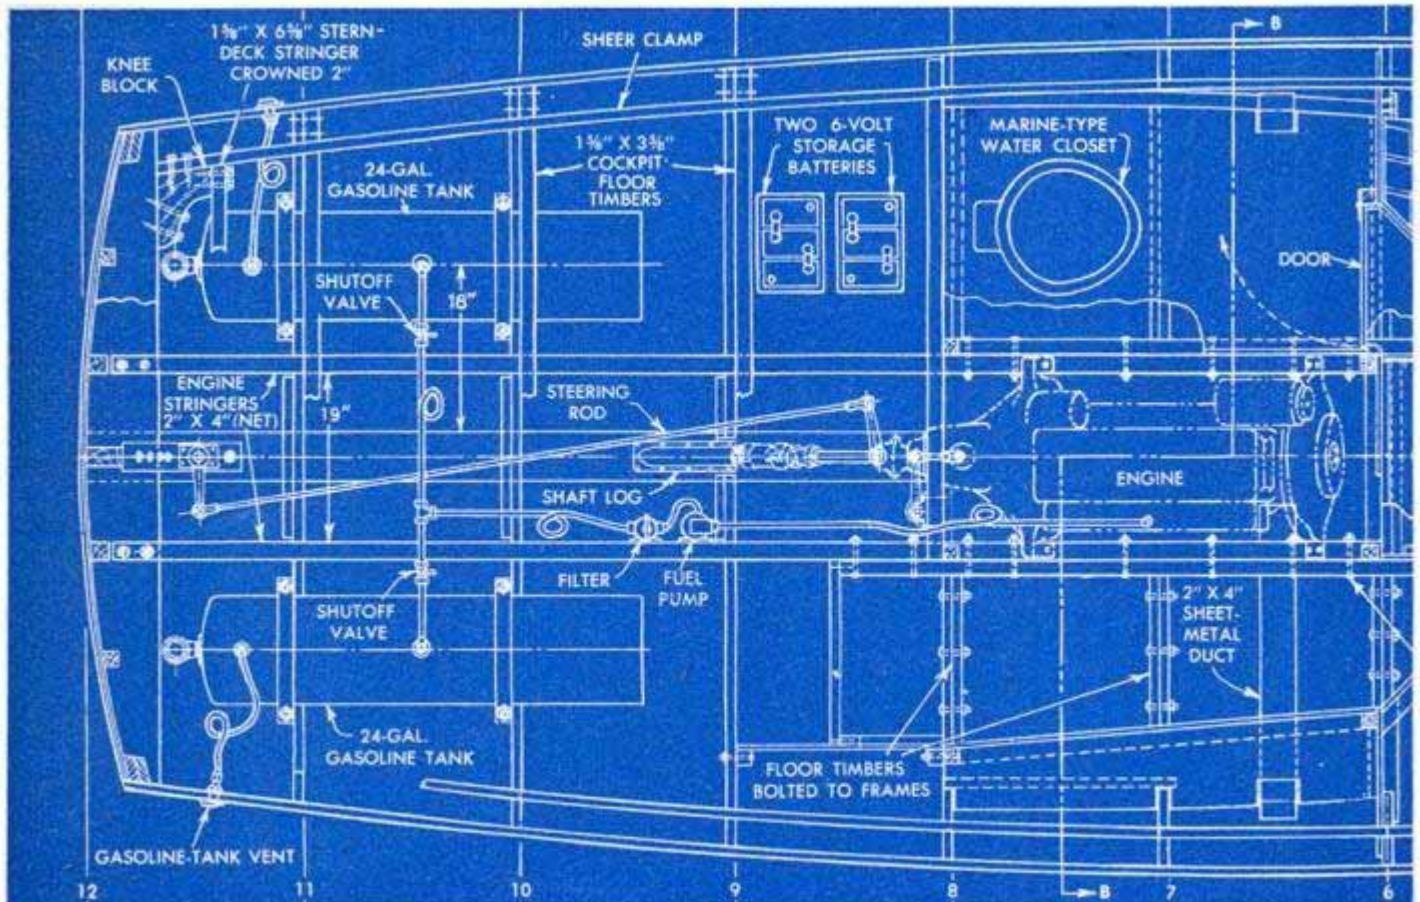 1⅝" X 6⅝" STERN-
DECK STRINGER
CROWNED 2"
KNEE
BLOCK
SHEER CLAMP
B
24-GAL.
GASOLINE TANK
1⅝" X 3⅝"
COCKPIT
FLOOR
TIMBERS
TWO 6-VOLT
STORAGE
BATTERIES
MARINE-TYPE
WATER CLOSET
DOOR
SHUTOFF
VALVE
18"
ENGINE
STRINGERS
2" X 4" (NET)
19"
STEERING
ROD
SHAFT LOG
ENGINE
FILTER
FUEL
PUMP
SHUTOFF
VALVE
2" X 4"
SHEET-
METAL
DUCT
24-GAL.
GASOLINE TANK
FLOOR TIMBERS
BOLTED TO FRAMES
GASOLINE-TANK VENT
12 11 10 9 8 B 7 6